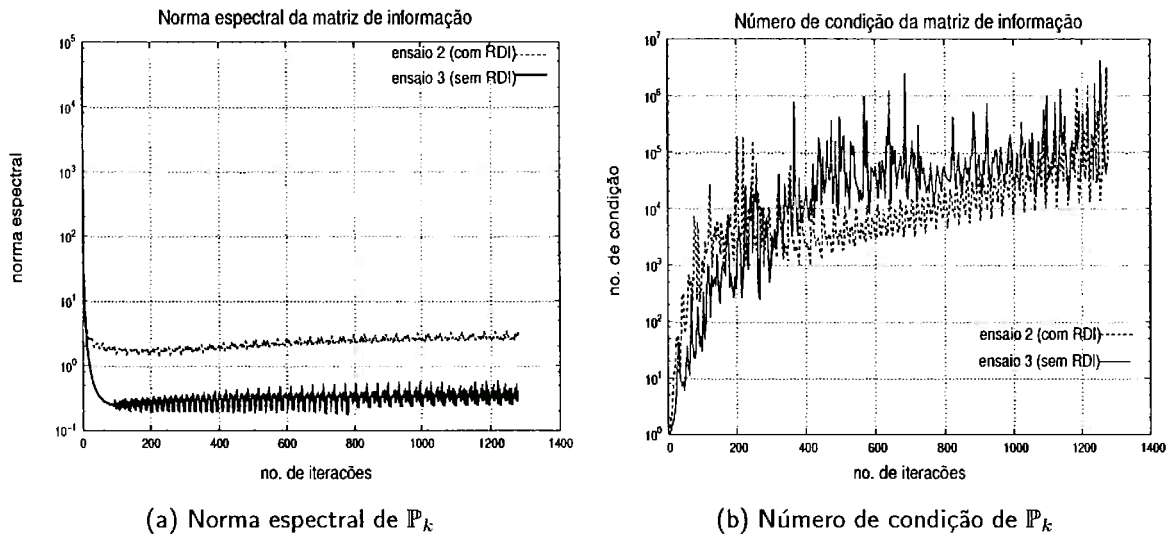 Norma espectral da matriz de informação
10^5
10^4
10^3
10^2
10^1
10^0
10^-1
norma espectral
ensaio 2 (com RDI)
ensaio 3 (sem RDI)
0 200 400 600 800 1000 1200 1400
no. de iterações
(a) Norma espectral de ℙ_k
Número de condição da matriz de informação
10^7
10^6
10^5
10^4
10^3
10^2
10^1
10^0
no. de condição
ensaio 2 (com RDI)
ensaio 3 (sem RDI)
0 200 400 600 800 1000 1200 1400
no. de iterações
(b) Número de condição de ℙ_k